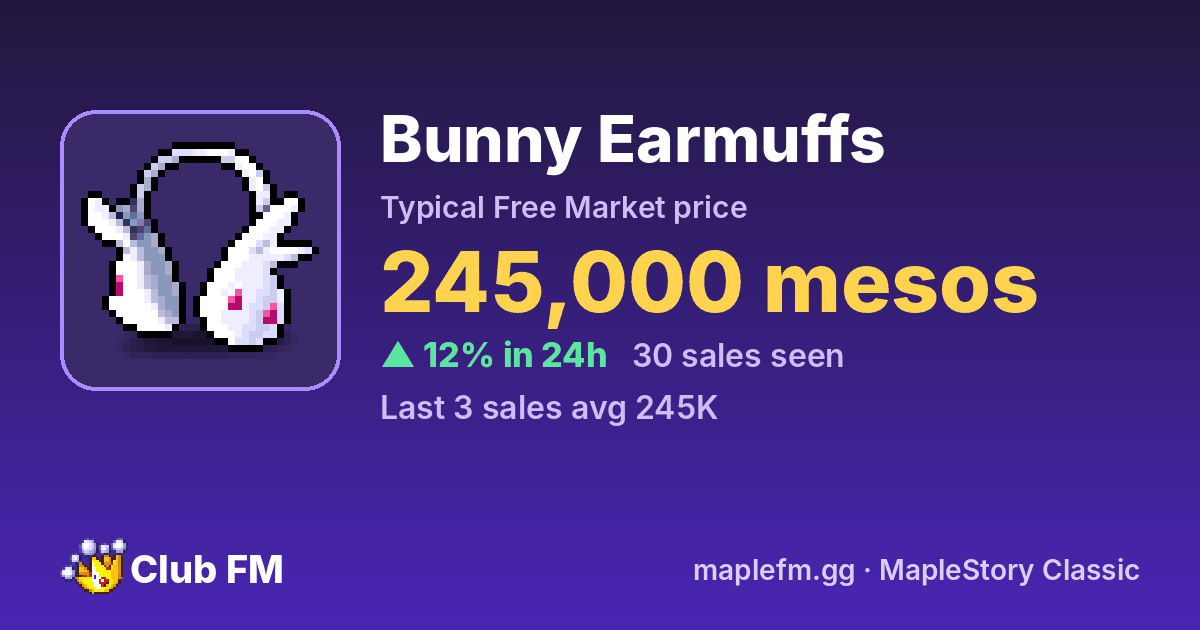 Bunny Earmuffs
Typical Free Market price
245,000 mesos
▲ 12% in 24h 30 sales seen
Last 3 sales avg 245K
Club FM
maplefm.gg · MapleStory Classic